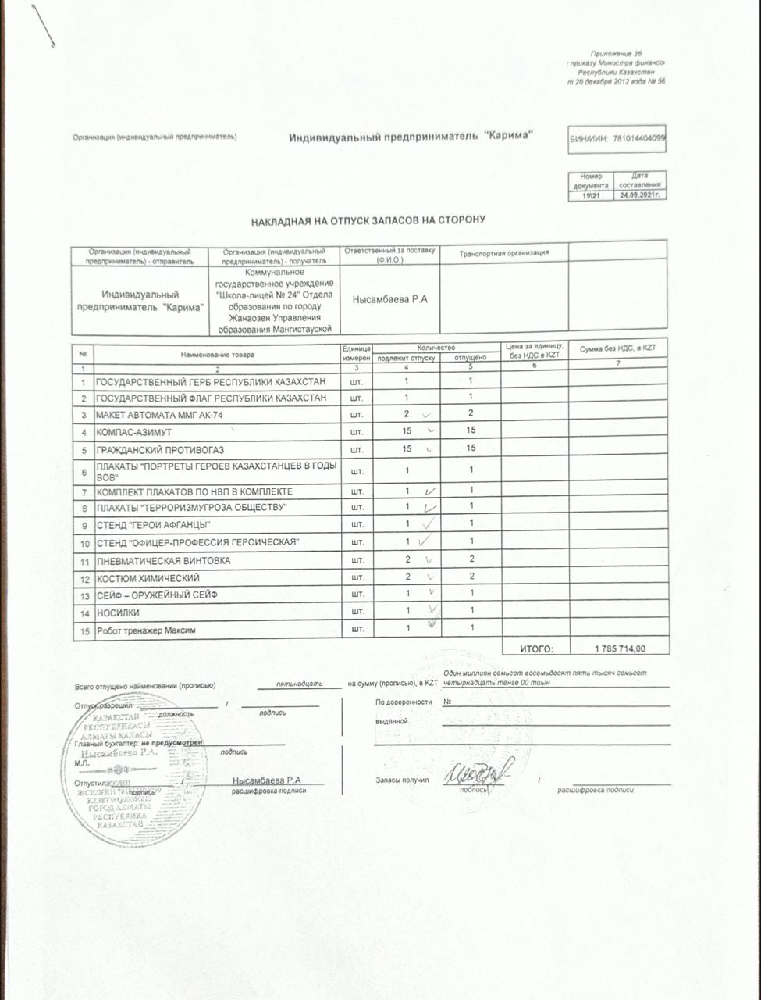 Приложение 26
приказу Министра финансо
Республики Казахстан
т 20 декабря 2012 года № 56
Организация (индивидуальный предприниматель)
Индивидуальный предприниматель "Карима"
БИН/ИИН: 781014404099
Номер документа
Дата составления
19\21
24.09.2021г.
НАКЛАДНАЯ НА ОТПУСК ЗАПАСОВ НА СТОРОНУ
Организация (индивидуальный предприниматель) - отправитель
Организация (индивидуальный предприниматель) - получатель
Ответственный за поставку (Ф.И.О.)
Транспортная организация
Индивидуальный предприниматель "Карима"
Коммунальное
государственное учреждение
"Школа-лицей № 24" Отдела
образования по городу
Жанаозен Управления
образования Мангистауской
Нысамбаева Р.А
№
Наименование товара
Единица измерен
Количество
подлежит отпуску
отпущено
Цена за единицу, без НДС в KZT
Сумма без НДС, в KZT
1 2 3 4 5 6 7
1 ГОСУДАРСТВЕННЫЙ ГЕРБ РЕСПУБЛИКИ КАЗАХСТАН шт. 1 1
2 ГОСУДАРСТВЕННЫЙ ФЛАГ РЕСПУБЛИКИ КАЗАХСТАН шт. 1 1
3 МАКЕТ АВТОМАТА ММГ АК-74 шт. 2 2
4 КОМПАС-АЗИМУТ шт. 15 15
5 ГРАЖДАНСКИЙ ПРОТИВОГАЗ шт. 15 15
6 ПЛАКАТЫ "ПОРТРЕТЫ ГЕРОЕВ КАЗАХСТАНЦЕВ В ГОДЫ ВОВ" шт. 1 1
7 КОМПЛЕКТ ПЛАКАТОВ ПО НВП В КОМПЛЕКТЕ шт. 1 1
8 ПЛАКАТЫ "ТЕРРОРИЗМУГРОЗА ОБЩЕСТВУ" шт. 1 1
9 СТЕНД "ГЕРОИ АФГАНЦЫ" шт. 1 1
10 СТЕНД "ОФИЦЕР-ПРОФЕССИЯ ГЕРОИЧЕСКАЯ" шт. 1 1
11 ПНЕВМАТИЧЕСКАЯ ВИНТОВКА шт. 2 2
12 КОСТЮМ ХИМИЧЕСКИЙ шт. 2 2
13 СЕЙФ – ОРУЖЕЙНЫЙ СЕЙФ шт. 1 1
14 НОСИЛКИ шт. 1 1
15 Робот тренажер Максим шт. 1 1
ИТОГО: 1 785 714,00
Всего отпущено найменовании (прописью) пятьнадцать на сумму (прописью), в KZT
Один миллион семьсот восемьдесят пять тысяч семьсот
четырнадцать тенге 00 тиын
Отпуск разрешил /
должность
подпись
По доверенности №
выданной
Главный бухгалтер: не предусмотрен
подпись
М.П.
Отпустил / Нысамбаева Р.А
подпись
расшифровка подписи
Запасы получил /
подпись
расшифровка подписи
ҚАЗАҚСТАН
РЕСПУБЛИКАСЫ
АЛМАТЫ ҚАЛАСЫ
Нысамбаева Р.А.
ГОРОД АЛМАТЫ
РЕСПУБЛИКА
КАЗАХСТАН